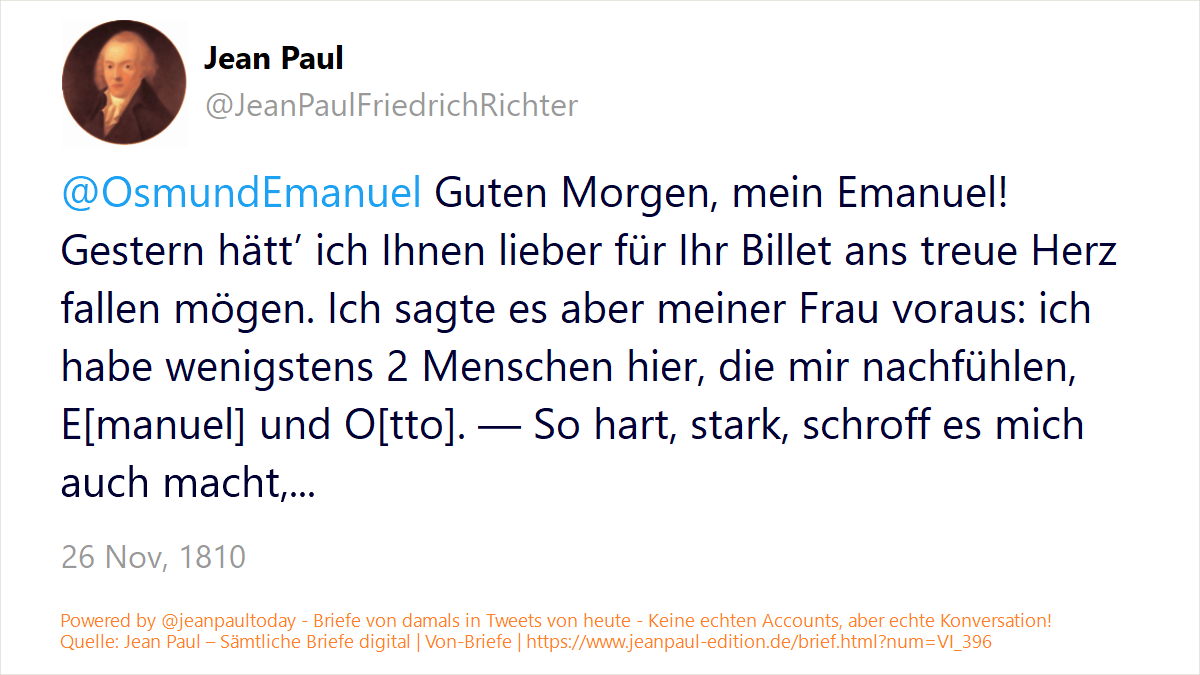 Jean Paul
@JeanPaulFriedrichRichter
@OsmundEmanuel Guten Morgen, mein Emanuel!
Gestern hätt’ ich Ihnen lieber für Ihr Billet ans treue Herz
fallen mögen. Ich sagte es aber meiner Frau voraus: ich
habe wenigstens 2 Menschen hier, die mir nachfühlen,
E[manuel] und O[tto]. — So hart, stark, schroff es mich
auch macht,...
26 Nov, 1810
Powered by @jeanpaultoday - Briefe von damals in Tweets von heute - Keine echten Accounts, aber echte Konversation!
Quelle: Jean Paul – Sämtliche Briefe digital | Von-Briefe | https://www.jeanpaul-edition.de/brief.html?num=VI_396